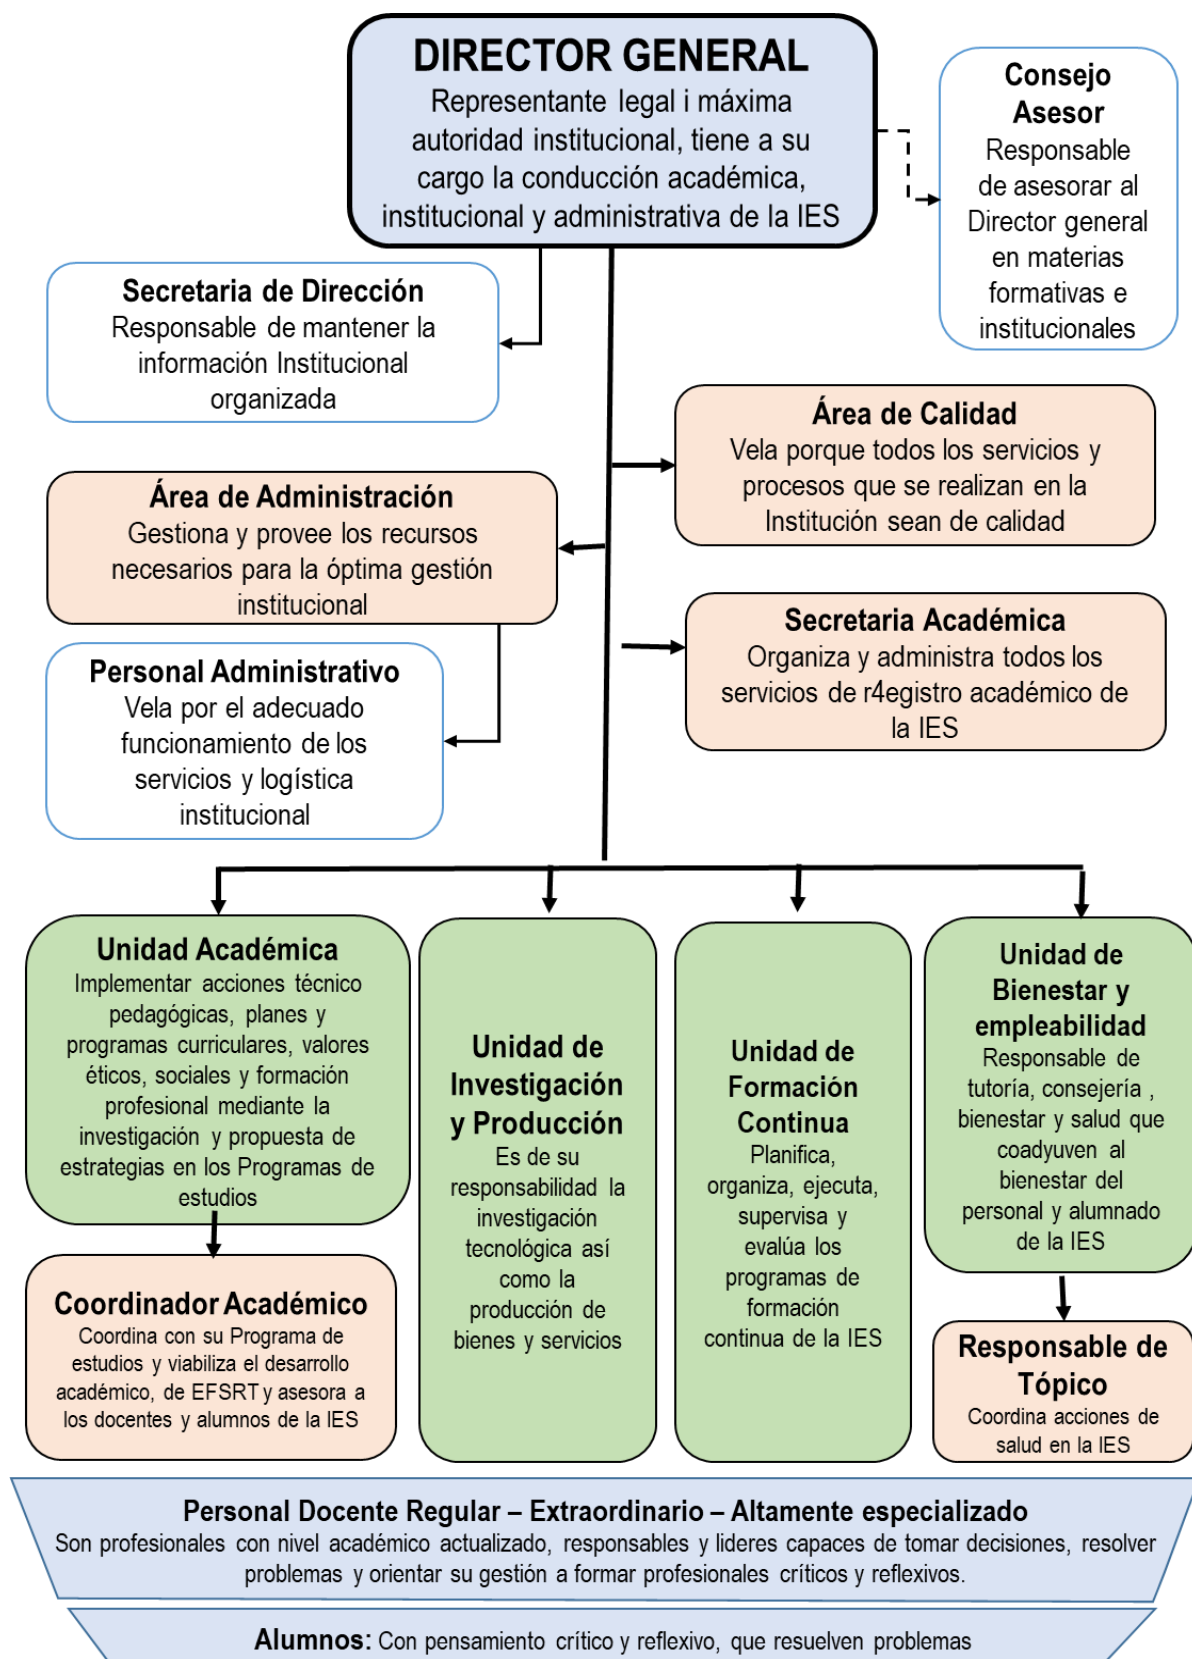 DIRECTOR GENERAL
Representante legal i máxima
autoridad institucional, tiene a su
cargo la conducción académica,
institucional y administrativa de la IES
Consejo
Asesor
Responsable
de asesorar al
Director general
en materias
formativas e
institucionales
Secretaria de Dirección
Responsable de mantener la
información Institucional
organizada
Área de Calidad
Vela porque todos los servicios y
procesos que se realizan en la
Institución sean de calidad
Área de Administración
Gestiona y provee los recursos
necesarios para la óptima gestión
institucional
Secretaria Académica
Organiza y administra todos los
servicios de r4egistro académico de
la IES
Personal Administrativo
Vela por el adecuado
funcionamiento de los
servicios y logística
institucional
Unidad Académica
Implementar acciones técnico
pedagógicas, planes y
programas curriculares, valores
éticos, sociales y formación
profesional mediante la
investigación y propuesta de
estrategias en los Programas de
estudios
Unidad de
Investigación
y Producción
Es de su
responsabilidad la
investigación
tecnológica así
como la
producción de
bienes y servicios
Unidad de
Formación
Continua
Planifica,
organiza, ejecuta,
supervisa y
evalúa los
programas de
formación
continua de la IES
Unidad de
Bienestar y
empleabilidad
Responsable de
tutoría, consejería ,
bienestar y salud que
coadyuven al
bienestar del
personal y alumnado
de la IES
Coordinador Académico
Coordina con su Programa de
estudios y viabiliza el desarrollo
académico, de EFSRT y asesora a
los docentes y alumnos de la IES
Responsable de
Tópico
Coordina acciones de
salud en la IES
Personal Docente Regular – Extraordinario – Altamente especializado
Son profesionales con nivel académico actualizado, responsables y lideres capaces de tomar decisiones, resolver
problemas y orientar su gestión a formar profesionales críticos y reflexivos.
Alumnos: Con pensamiento crítico y reflexivo, que resuelven problemas